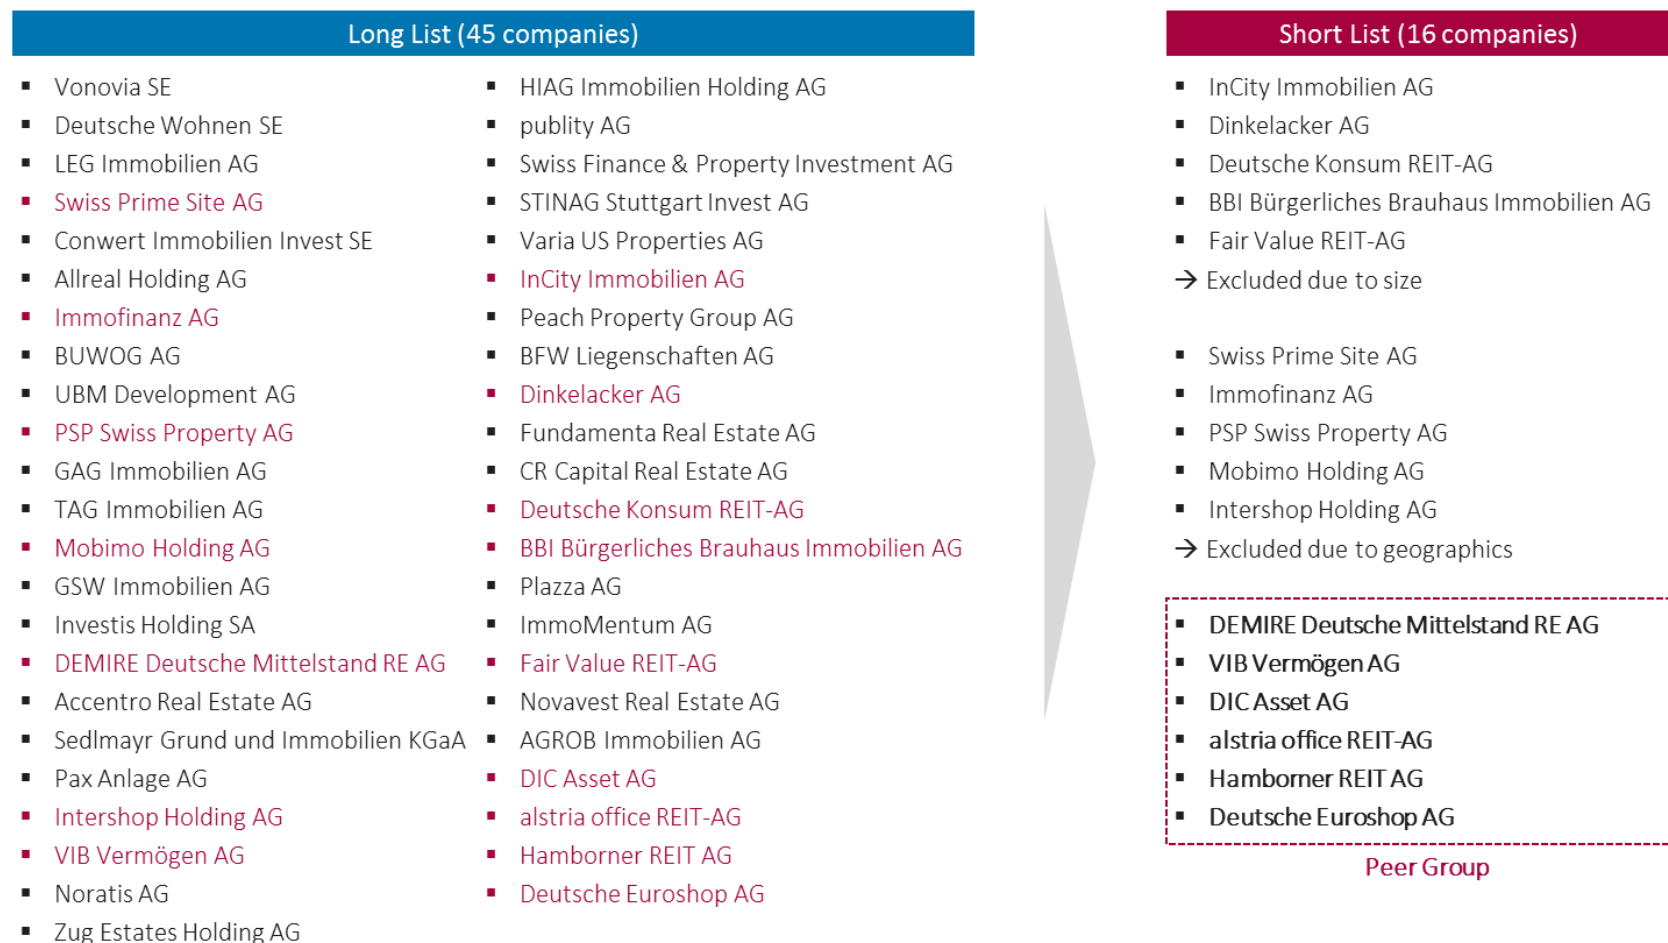 Long List (45 companies)
▪ Vonovia SE
▪ Deutsche Wohnen SE
▪ LEG Immobilien AG
▪ Swiss Prime Site AG
▪ Conwert Immobilien Invest SE
▪ Allreal Holding AG
▪ Immofinanz AG
▪ BUWOG AG
▪ UBM Development AG
▪ PSP Swiss Property AG
▪ GAG Immobilien AG
▪ TAG Immobilien AG
▪ Mobimo Holding AG
▪ GSW Immobilien AG
▪ Investis Holding SA
▪ DEMIRE Deutsche Mittelstand RE AG
▪ Accentro Real Estate AG
▪ Sedlmayr Grund und Immobilien KGaA
▪ Pax Anlage AG
▪ Intershop Holding AG
▪ VIB Vermögen AG
▪ Noratis AG
▪ Zug Estates Holding AG
▪ HIAG Immobilien Holding AG
▪ publity AG
▪ Swiss Finance & Property Investment AG
▪ STINAG Stuttgart Invest AG
▪ Varia US Properties AG
▪ InCity Immobilien AG
▪ Peach Property Group AG
▪ BFW Liegenschaften AG
▪ Dinkelacker AG
▪ Fundamenta Real Estate AG
▪ CR Capital Real Estate AG
▪ Deutsche Konsum REIT-AG
▪ BBI Bürgerliches Brauhaus Immobilien AG
▪ Plazza AG
▪ ImmoMentum AG
▪ Fair Value REIT-AG
▪ Novavest Real Estate AG
▪ AGROB Immobilien AG
▪ DIC Asset AG
▪ alstria office REIT-AG
▪ Hamborner REIT AG
▪ Deutsche Euroshop AG
Short List (16 companies)
▪ InCity Immobilien AG
▪ Dinkelacker AG
▪ Deutsche Konsum REIT-AG
▪ BBI Bürgerliches Brauhaus Immobilien AG
▪ Fair Value REIT-AG
→ Excluded due to size
▪ Swiss Prime Site AG
▪ Immofinanz AG
▪ PSP Swiss Property AG
▪ Mobimo Holding AG
▪ Intershop Holding AG
→ Excluded due to geographics
▪ DEMIRE Deutsche Mittelstand RE AG
▪ VIB Vermögen AG
▪ DIC Asset AG
▪ alstria office REIT-AG
▪ Hamborner REIT AG
▪ Deutsche Euroshop AG
Peer Group